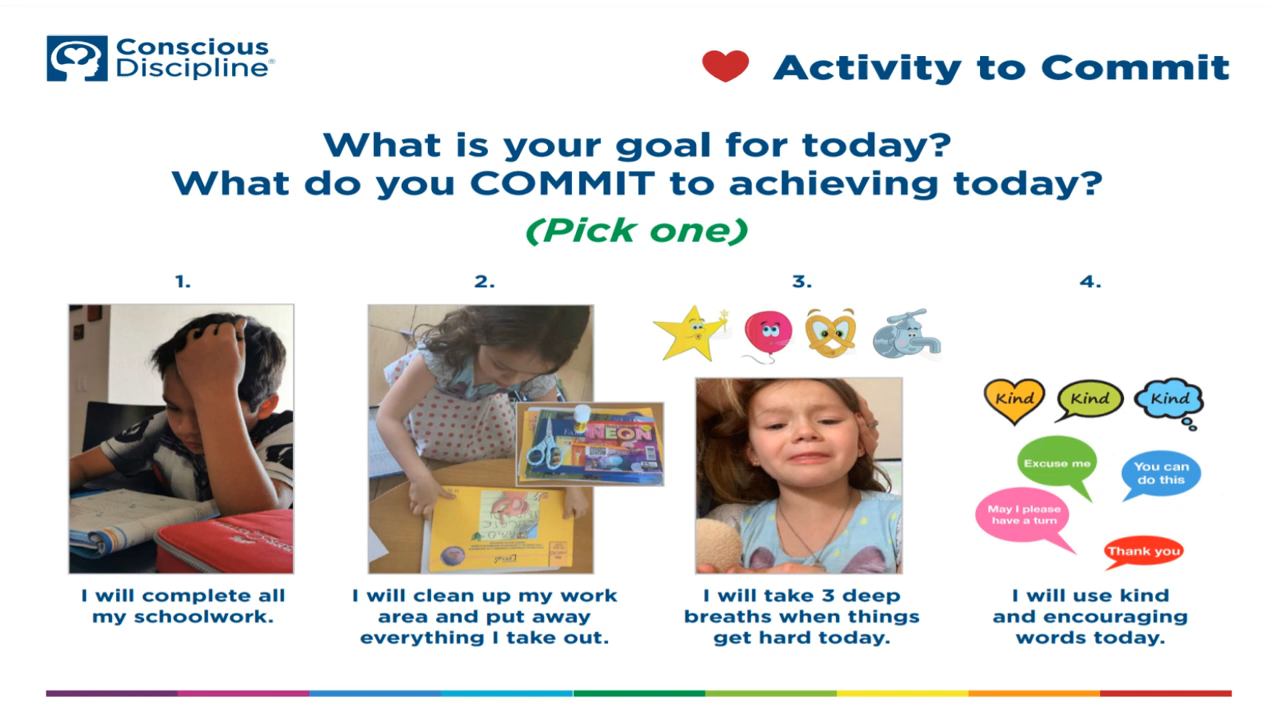 Conscious
Discipline®
Activity to Commit
What is your goal for today?
What do you COMMIT to achieving today?
(Pick one)
1.
2.
3.
4.
NEON
Kind
Kind
Kind
Excuse me
You can
do this
May I please
have a turn
Thank you
I will complete all
my schoolwork.
I will clean up my work
area and put away
everything I take out.
I will take 3 deep
breaths when things
get hard today.
I will use kind
and encouraging
words today.